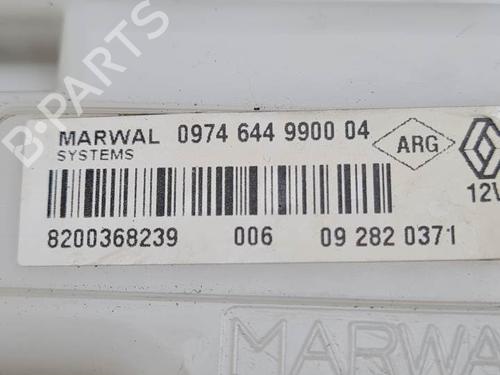 B-PARTS
MARWAL 0974 644 9900 04
SYSTEMS
ARG
12V
8200368239 006 09 282 0371
MARWA